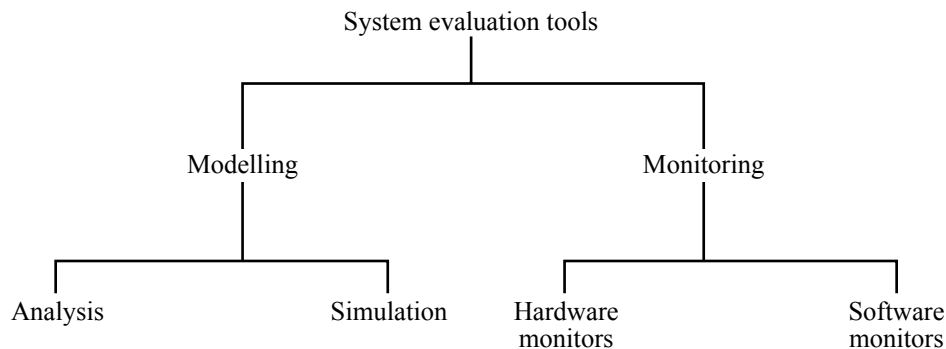 System evaluation tools
Modelling
Monitoring
Analysis
Simulation
Hardware
monitors
Software
monitors